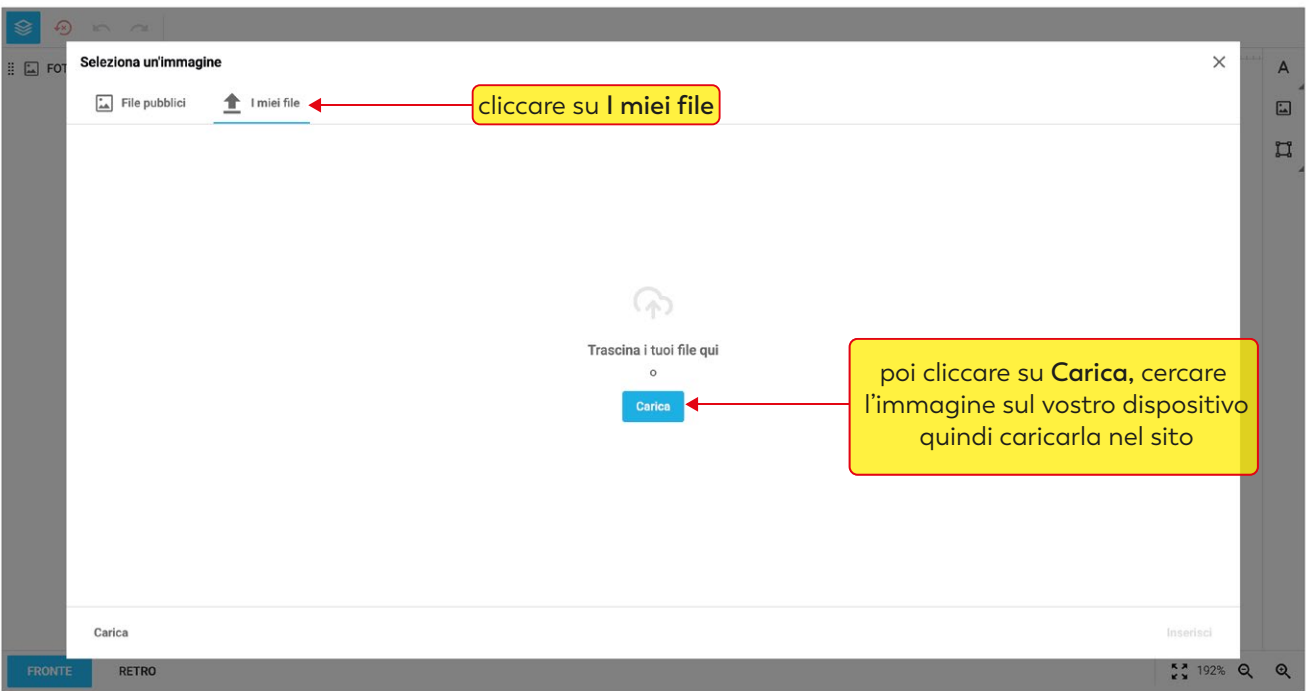 FOT
Seleziona un'immagine
File pubblici
I miei file
cliccare su I miei file
A
Trascina i tuoi file qui
o
Carica
poi cliccare su Carica, cercare
l'immagine sul vostro dispositivo
quindi caricarla nel sito
Carica
Inserisci
FRONTE
RETRO
192%